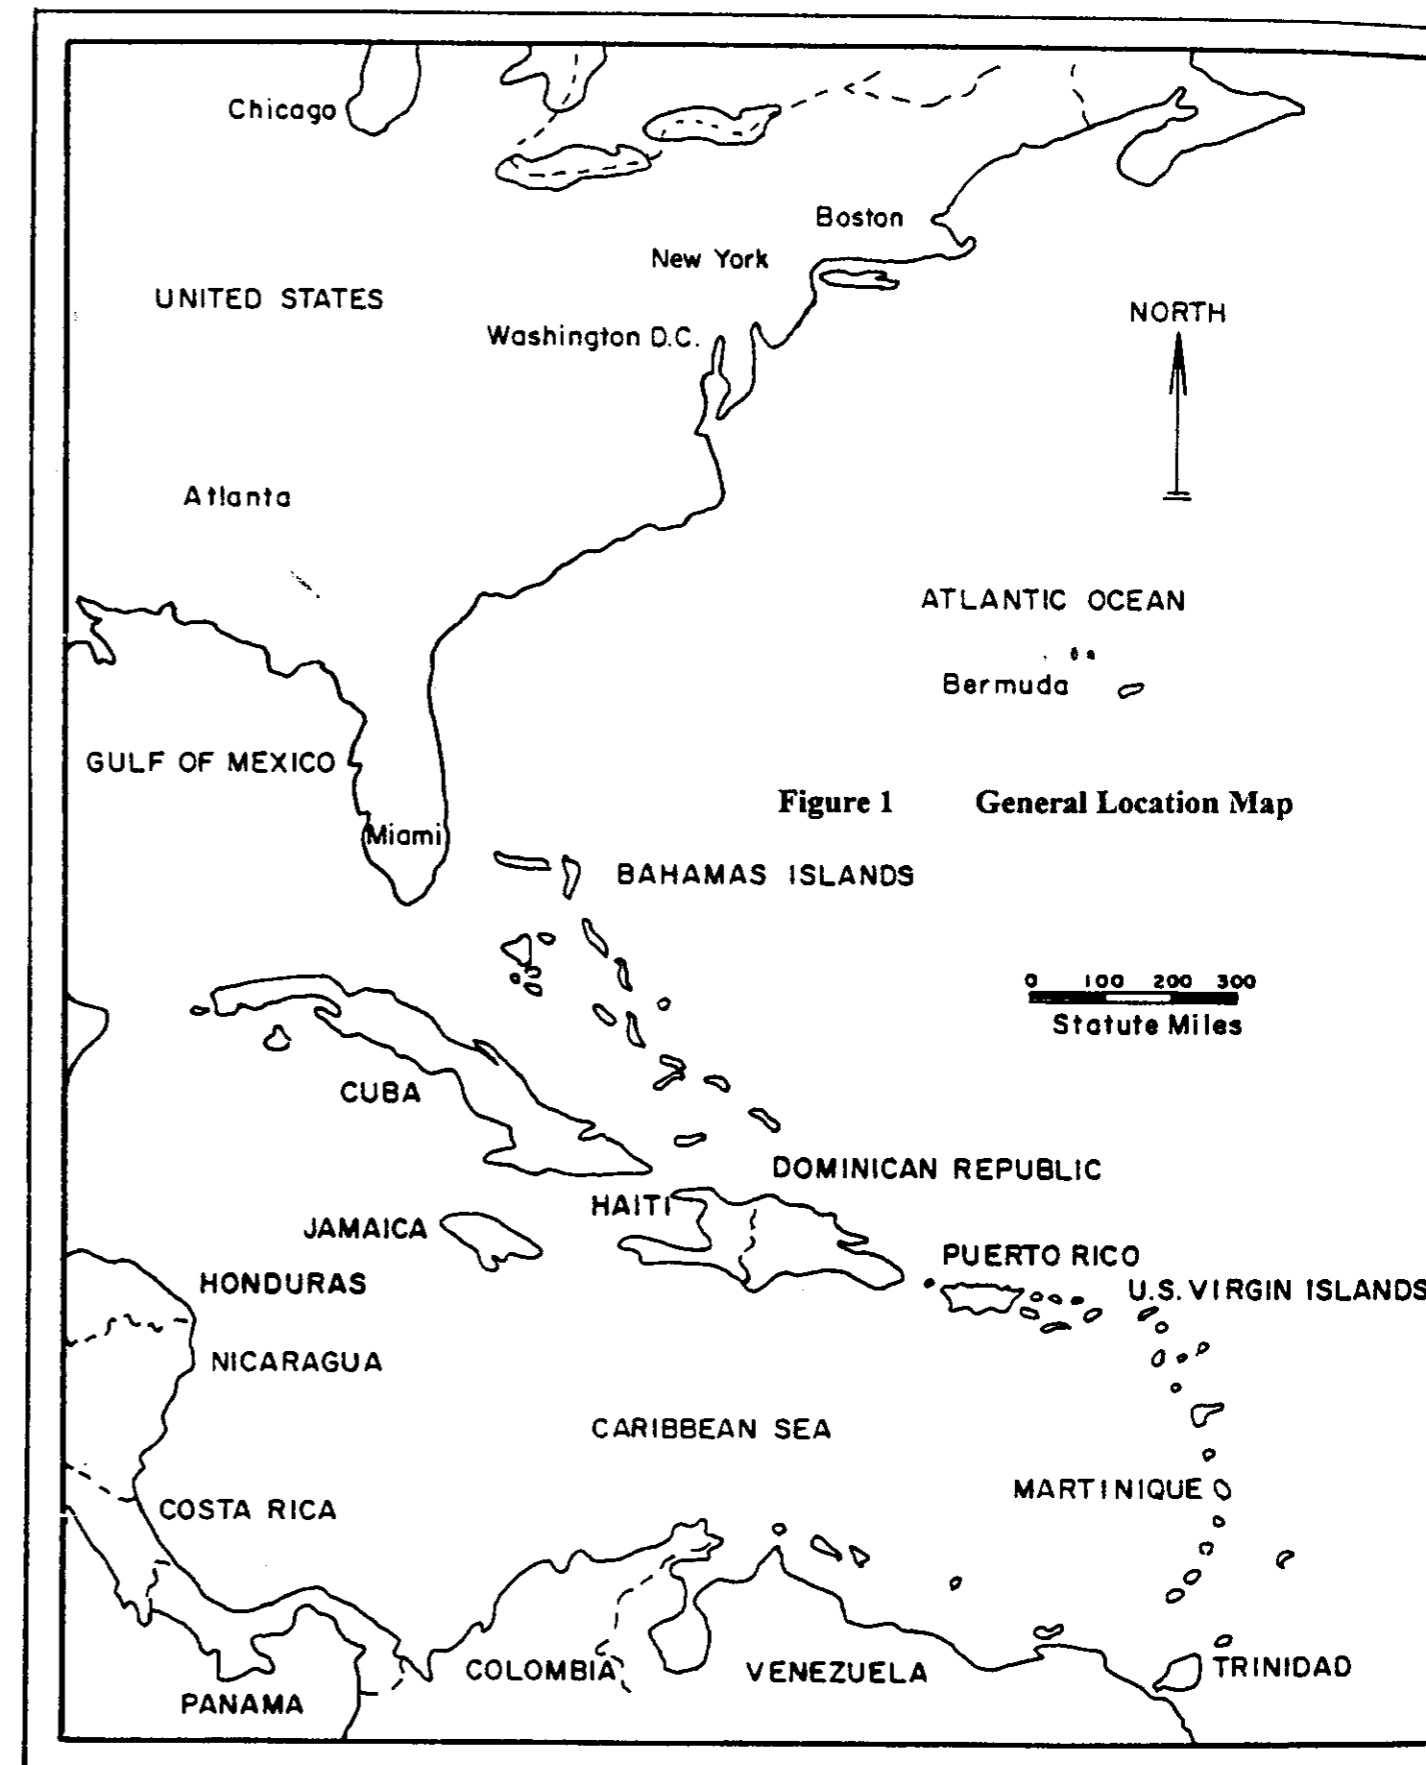 Chicago
Boston
New York
UNITED STATES
NORTH
Washington D.C.
Atlanta
ATLANTIC OCEAN
Bermuda
GULF OF MEXICO
Figure 1 General Location Map
Miami
BAHAMAS ISLANDS
0 100 200 300
Statute Miles
CUBA
DOMINICAN REPUBLIC
HAITI
JAMAICA
PUERTO RICO
HONDURAS
U.S. VIRGIN ISLANDS
NICARAGUA
CARIBBEAN SEA
MARTINIQUE
COSTA RICA
COLOMBIA
VENEZUELA
TRINIDAD
PANAMA